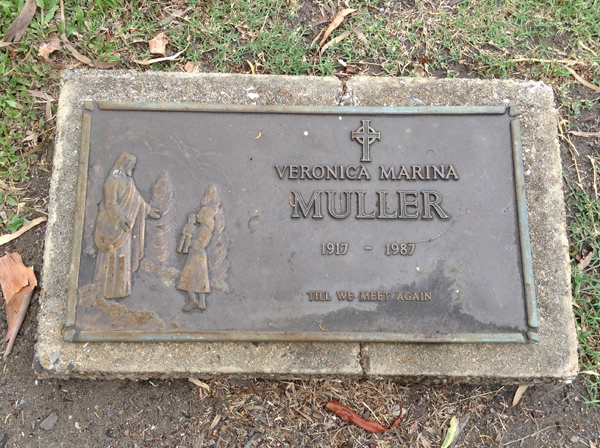 VERONICA MARINA
MULLER
1917 - 1987
TILL WE MEET AGAIN